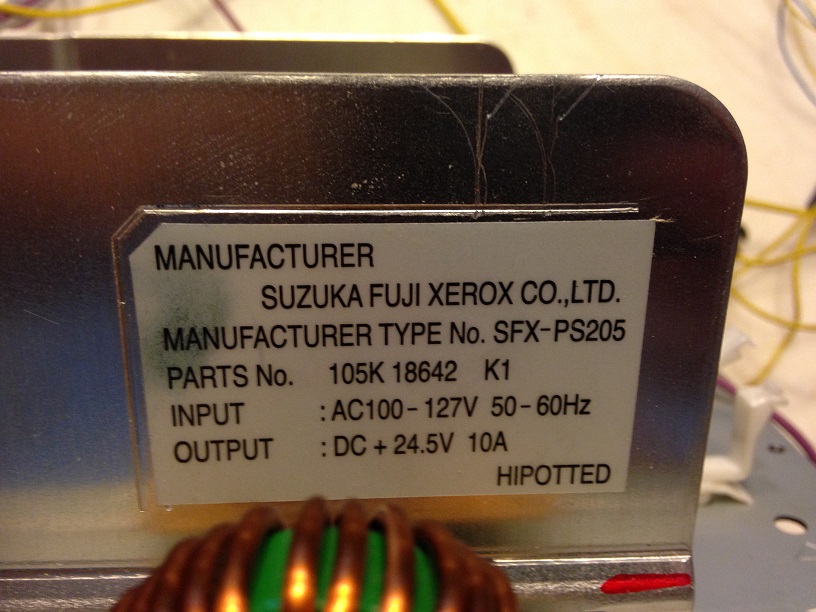 MANUFACTURER
SUZUKA FUJI XEROX CO.,LTD.
MANUFACTURER TYPE No. SFX-PS205
PARTS No. 105K 18642 K1
INPUT : AC100-127V 50-60Hz
OUTPUT : DC+24.5V 10A
HIPOTTED